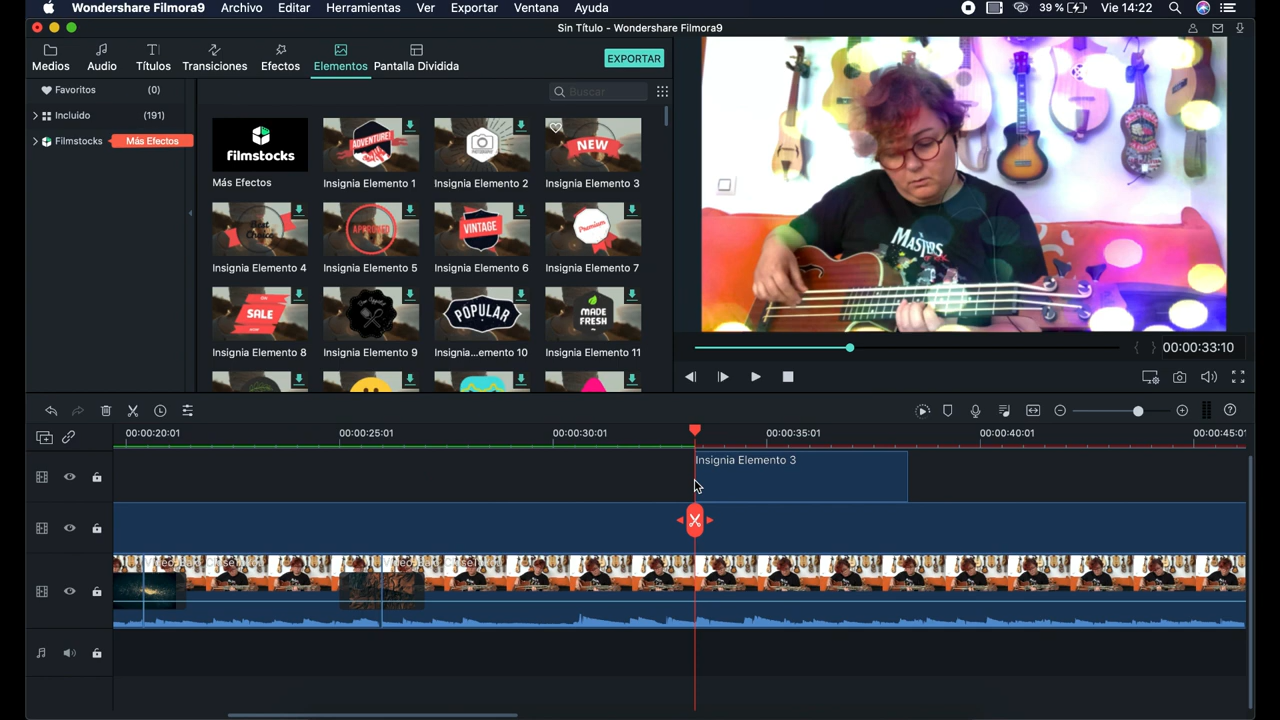 Wondershare Filmora9 Archivo Editar Herramientas Ver Exportar Ventana Ayuda 39 % Vie 14:22
Sin Título - Wondershare Filmora9
Medios Audio Títulos Transiciones Efectos Elementos Pantalla Dividida EXPORTAR
Favoritos (0)
Buscar
Incluido (191)
Filmstocks Más Efectos
filmstocks
ADVENTURE!
NEW
Más Efectos Insignia Elemento 1 Insignia Elemento 2 Insignia Elemento 3
Best Choice
APPROVED
VINTAGE
Premium
Insignia Elemento 4 Insignia Elemento 5 Insignia Elemento 6 Insignia Elemento 7
SALE
POPULAR
MADE
FRESH
Insignia Elemento 8 Insignia Elemento 9 Insignia...emento 10 Insignia Elemento 11
MASTERS
00:00:33:10
00:00:20:01 00:00:25:01 00:00:30:01 00:00:35:01 00:00:40:01 00:00:45:0
Insignia Elemento 3